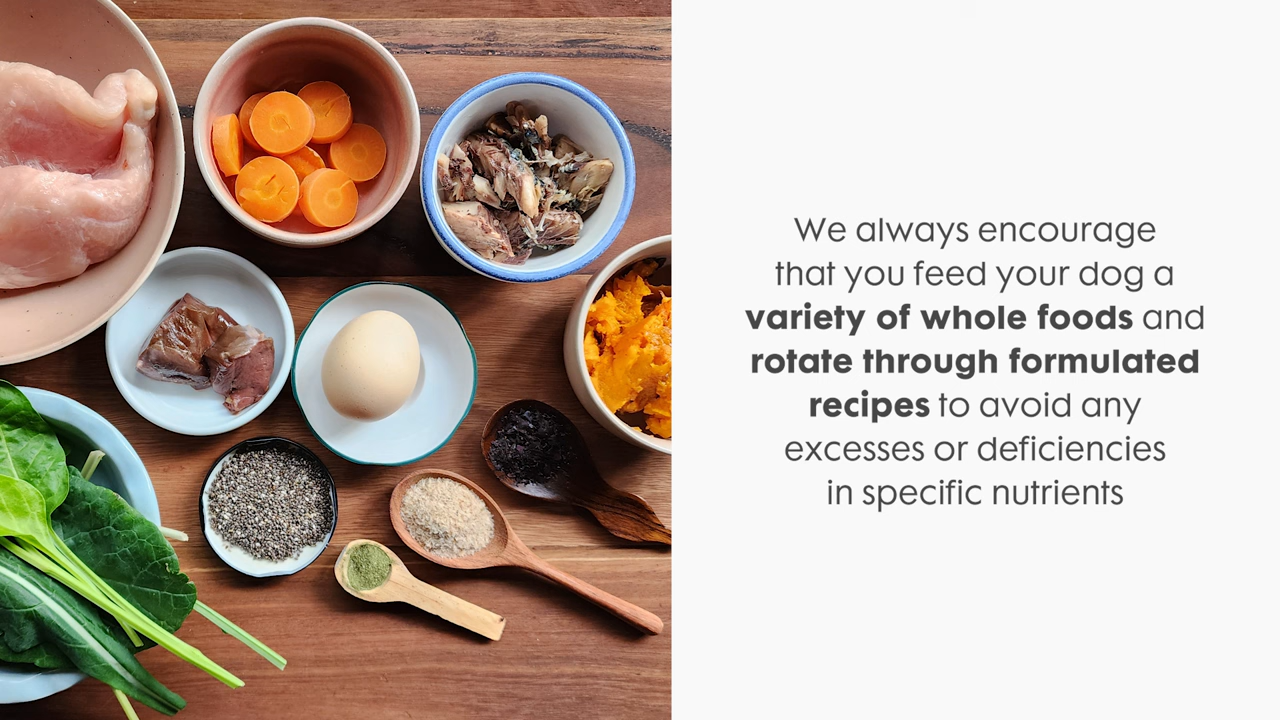 We always encourage
that you feed your dog a
variety of whole foods and
rotate through formulated
recipes to avoid any
excesses or deficiencies
in specific nutrients